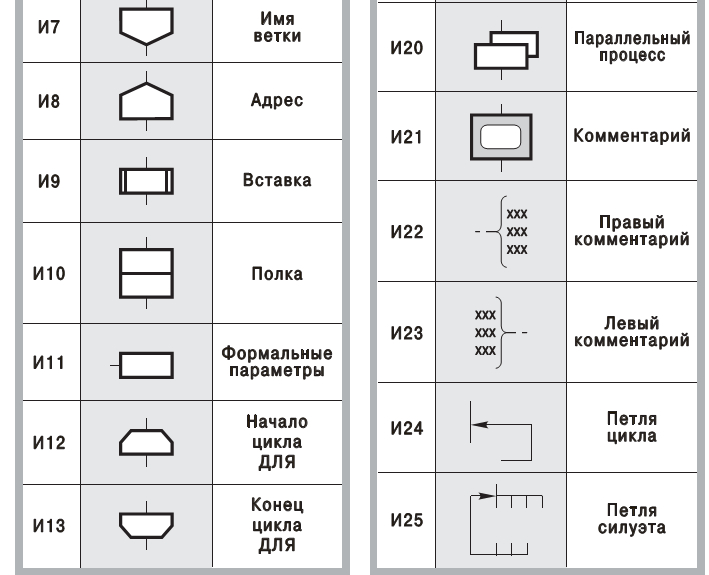 И7
Имя
ветки
И8
Адрес
И9
Вставка
И10
Полка
И11
Формальные
параметры
И12
Начало
цикла
ДЛЯ
И13
Конец
цикла
ДЛЯ
И20
Параллельный
процесс
И21
Комментарий
И22
xxx
xxx
xxx
Правый
комментарий
И23
xxx
xxx
xxx
Левый
комментарий
И24
Петля
цикла
И25
Петля
силуэта